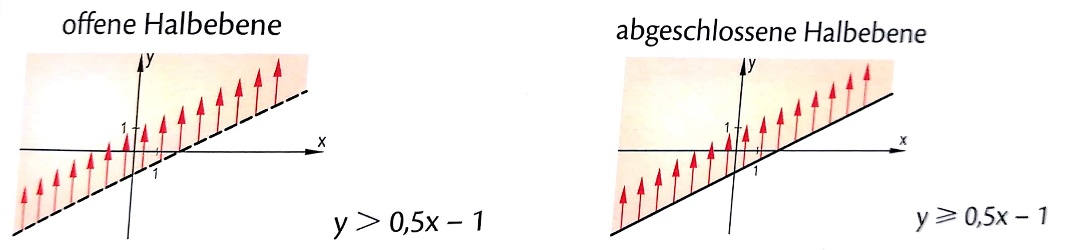 offene Halbebene
y
1
x
1
y > 0,5x – 1
abgeschlossene Halbebene
y
1
x
1
y ⩾ 0,5x – 1